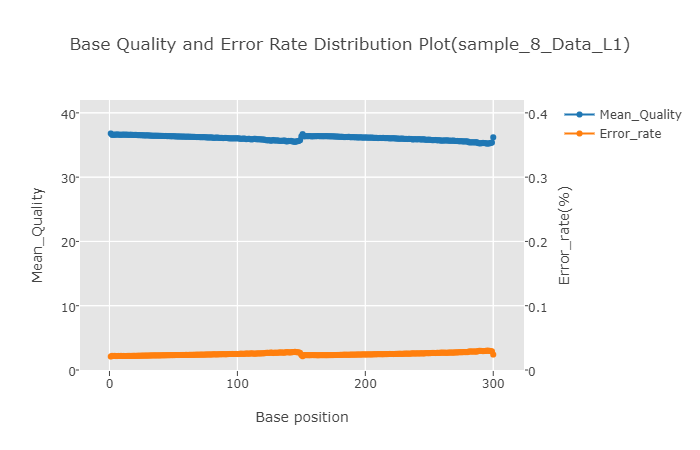 Base Quality and Error Rate Distribution Plot(sample_8_Data_L1)
Mean_Quality
Error_rate
40
30
20
10
0
0.4
0.3
0.2
0.1
0
Mean_Quality
Error_rate(%)
0
100
200
300
Base position